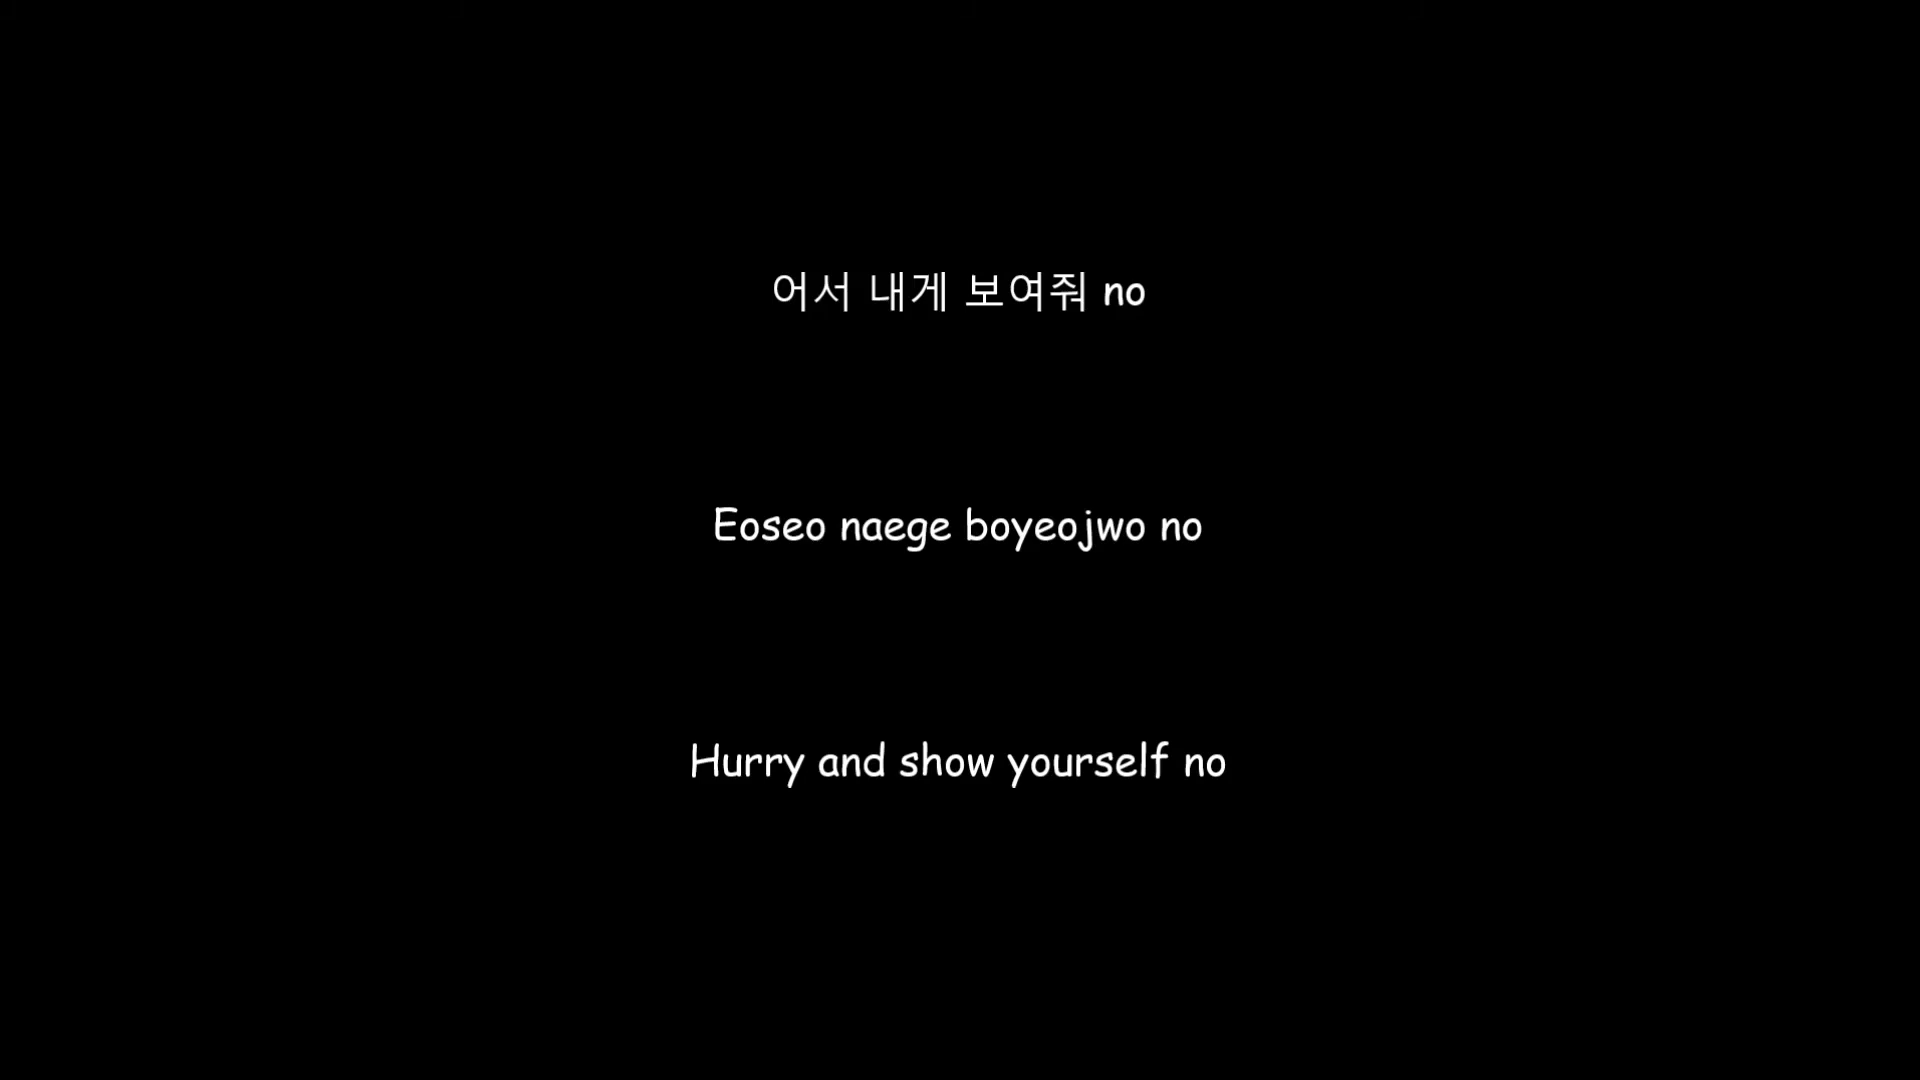 어서 내게 보여줘 no
Eoseo naege boyeojwo no
Hurry and show yourself no